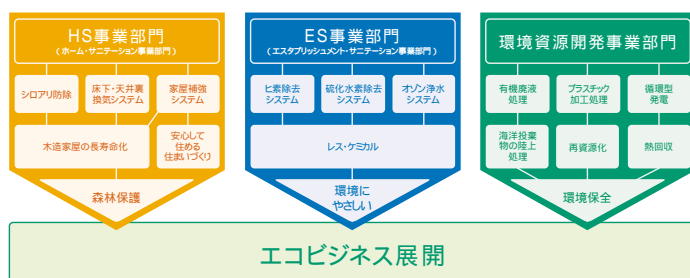 HS事業部門
(ホーム・サニテーション事業部門)
シロアリ防除
床下・天井裏
換気システム
家屋補強
システム
木造家屋の長寿命化
安心して
住める
住まいづくり
森林保護
ES事業部門
(エスタブリッシュメント・サニテーション事業部門)
ヒ素除去
システム
硫化水素除去
システム
オゾン浄水
システム
レス・ケミカル
環境に
やさしい
環境資源開発事業部門
有機廃液
処理
プラスチック
加工処理
循環型
発電
海洋投棄
物の陸上
処理
再資源化
熱回収
環境保全
エコビジネス展開